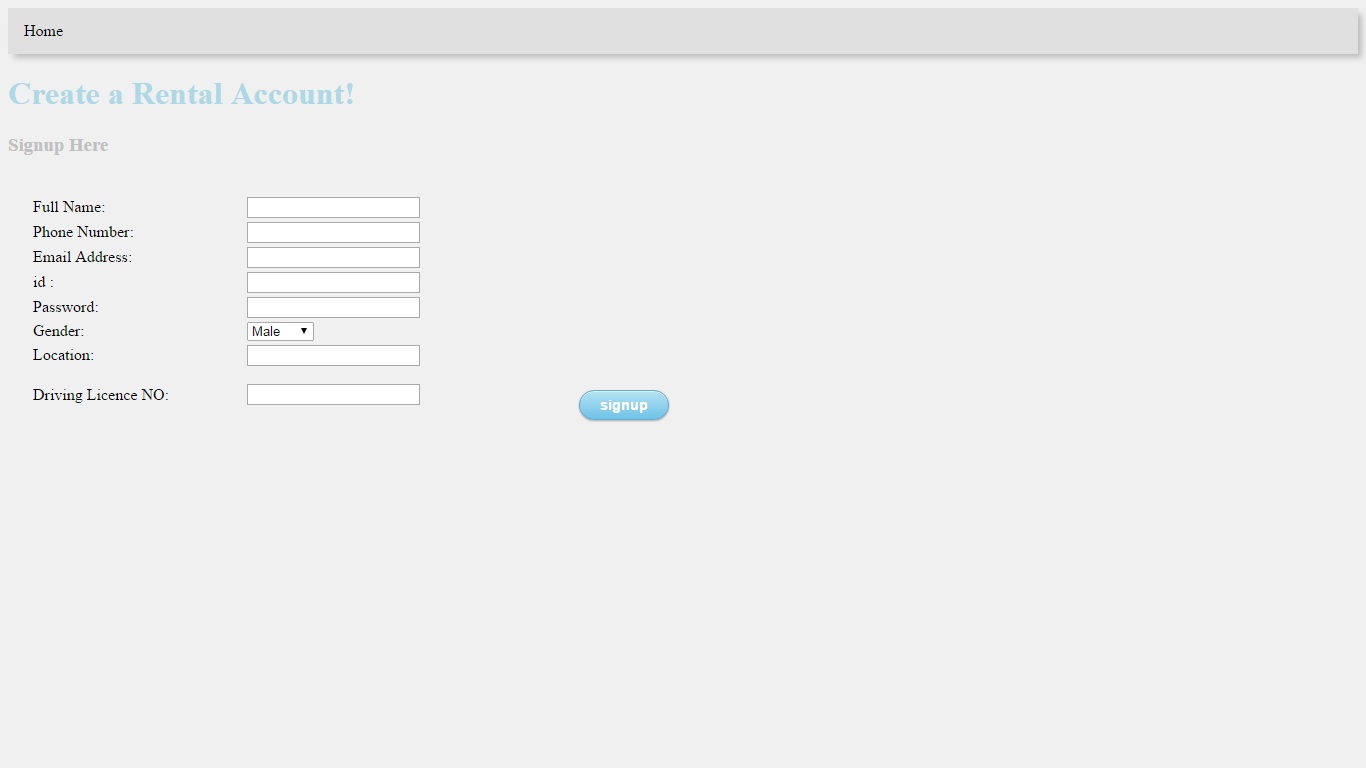 Home
Create a Rental Account!
Signup Here
Full Name:
Phone Number:
Email Address:
id :
Password:
Gender: Male
Location:
Driving Licence NO:
signup